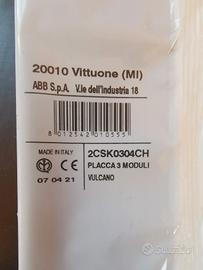 20010 Vittuone (MI)
ABB S.p.A. V.le dell'industria 18
8 012542 010555
MADE IN ITALY
2CSK0304CH
PLACCA 3 MODULI
07 04 21
VULCANO
subito